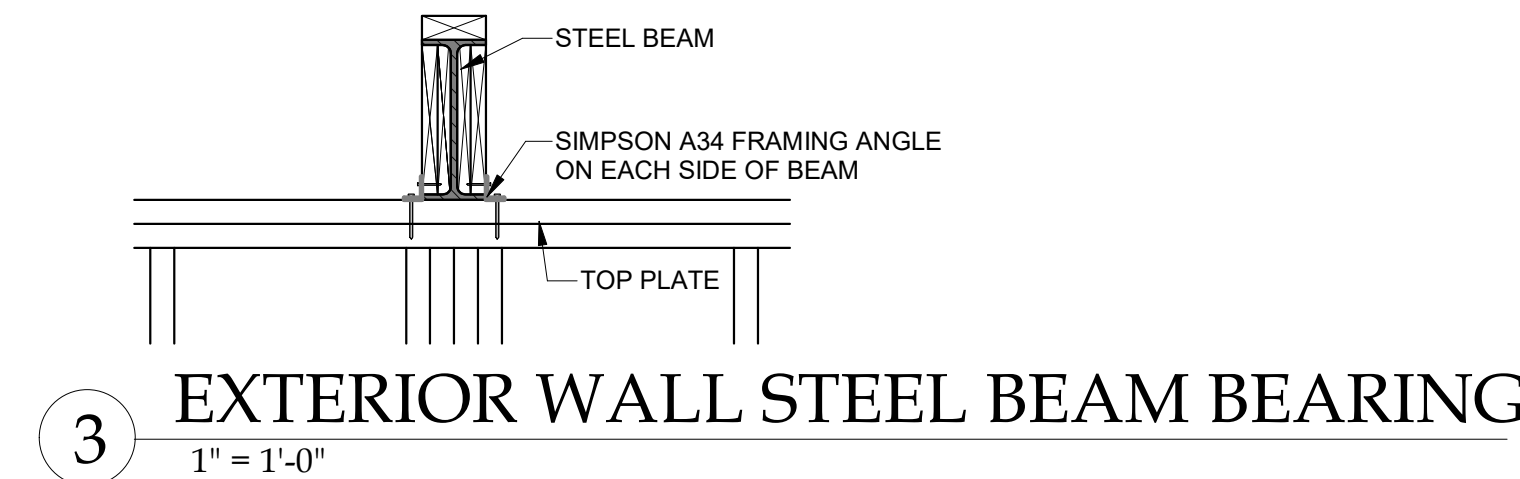 STEEL BEAM
SIMPSON A34 FRAMING ANGLE
ON EACH SIDE OF BEAM
TOP PLATE
3
EXTERIOR WALL STEEL BEAM BEARING
1" = 1'-0"